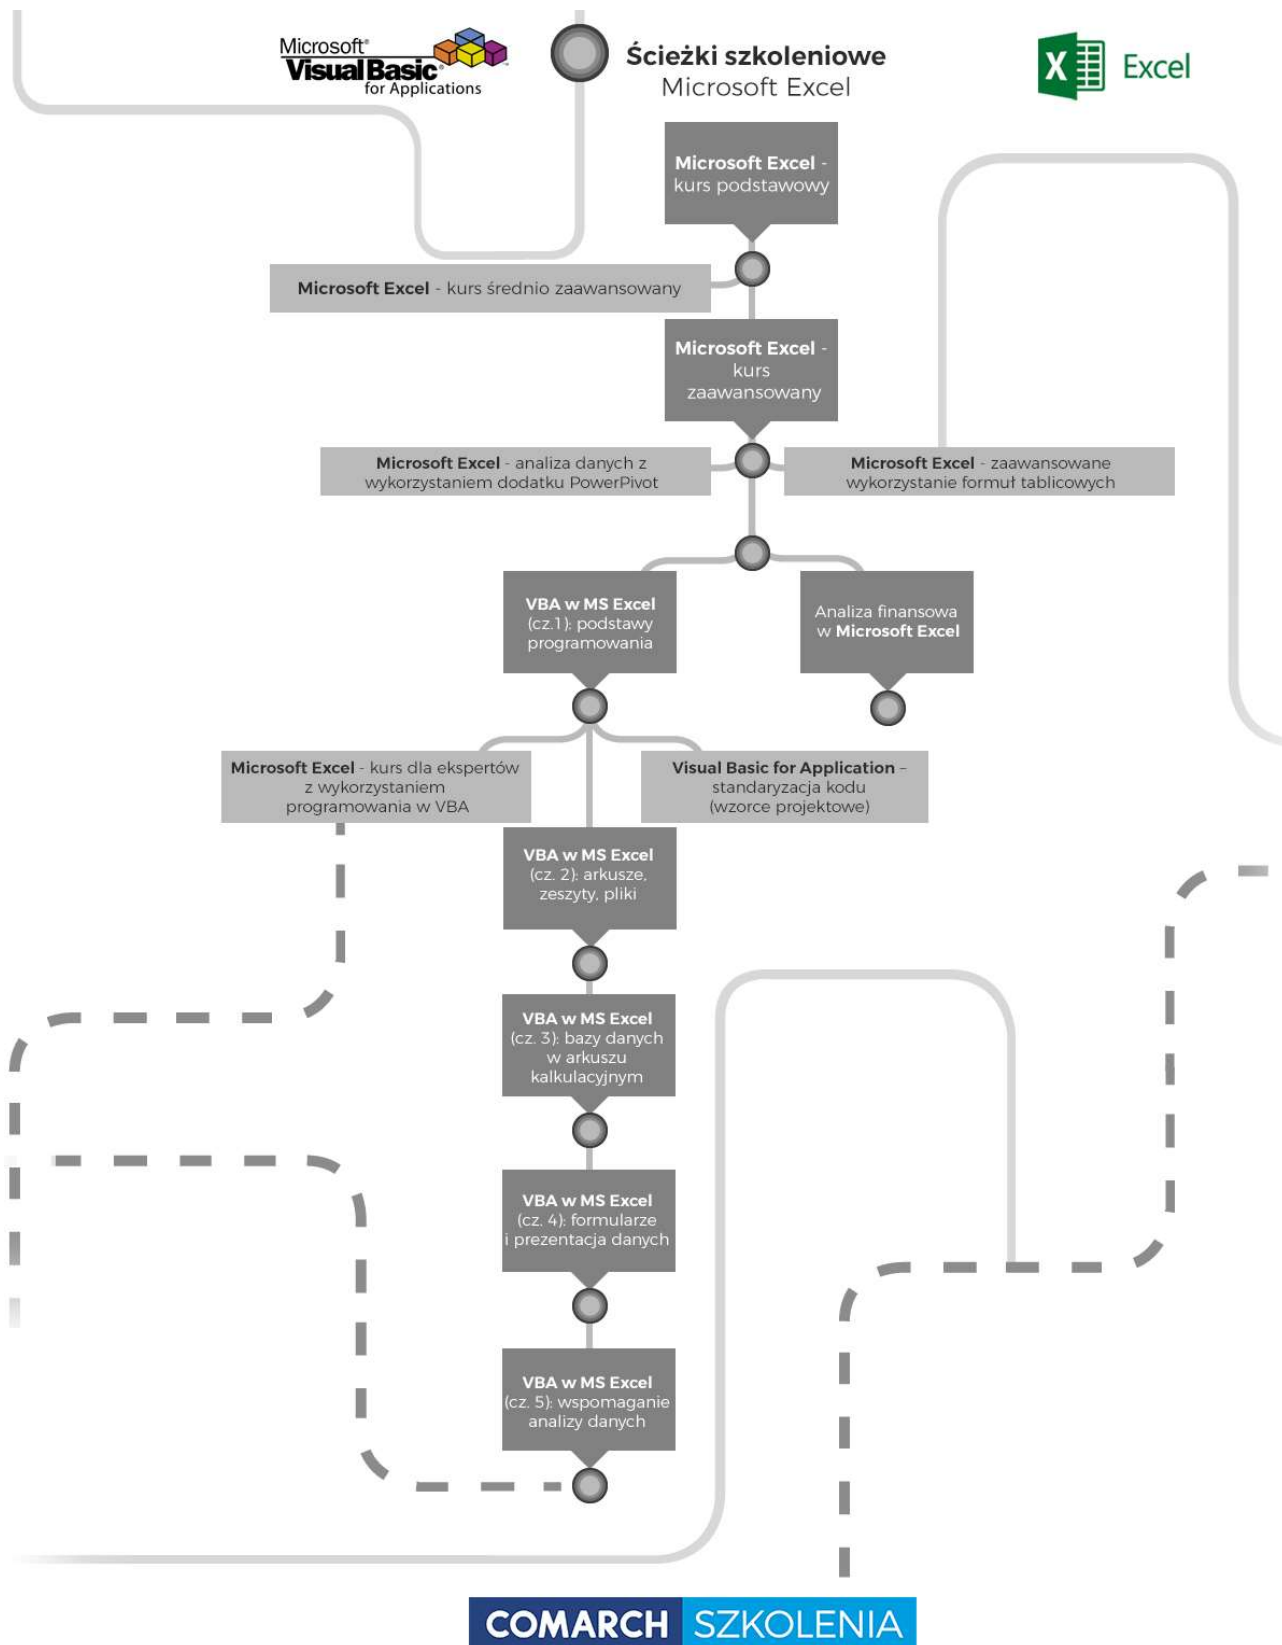 Microsoft®
Visual Basic®
for Applications
Ścieżki szkoleniowe
Microsoft Excel
X
Excel
Microsoft Excel -
kurs podstawowy
Microsoft Excel - kurs średnio zaawansowany
Microsoft Excel -
kurs
zaawansowany
Microsoft Excel - analiza danych z
wykorzystaniem dodatku PowerPivot
Microsoft Excel - zaawansowane
wykorzystanie formuł tablicowych
VBA w MS Excel
(cz.1): podstawy
programowania
Analiza finansowa
w Microsoft Excel
Microsoft Excel - kurs dla ekspertów
z wykorzystaniem
programowania w VBA
Visual Basic for Application –
standaryzacja kodu
(wzorce projektowe)
VBA w MS Excel
(cz. 2): arkusze,
zeszyty, pliki
VBA w MS Excel
(cz. 3): bazy danych
w arkuszu
kalkulacyjnym
VBA w MS Excel
(cz. 4): formularze
i prezentacja danych
VBA w MS Excel
(cz. 5): wspomaganie
analizy danych
COMARCH SZKOLENIA